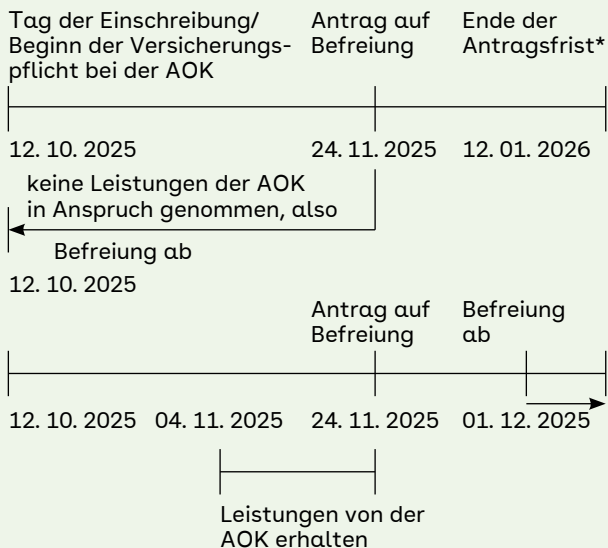 Tag der Einschreibung/
Beginn der Versicherungs-
pflicht bei der AOK
Antrag auf
Befreiung
Ende der
Antragsfrist*
12. 10. 2025
24. 11. 2025
12. 01. 2026
keine Leistungen der AOK
in Anspruch genommen, also
Befreiung ab
12. 10. 2025
Antrag auf
Befreiung
Befreiung
ab
12. 10. 2025
04. 11. 2025
24. 11. 2025
01. 12. 2025
Leistungen von der
AOK erhalten